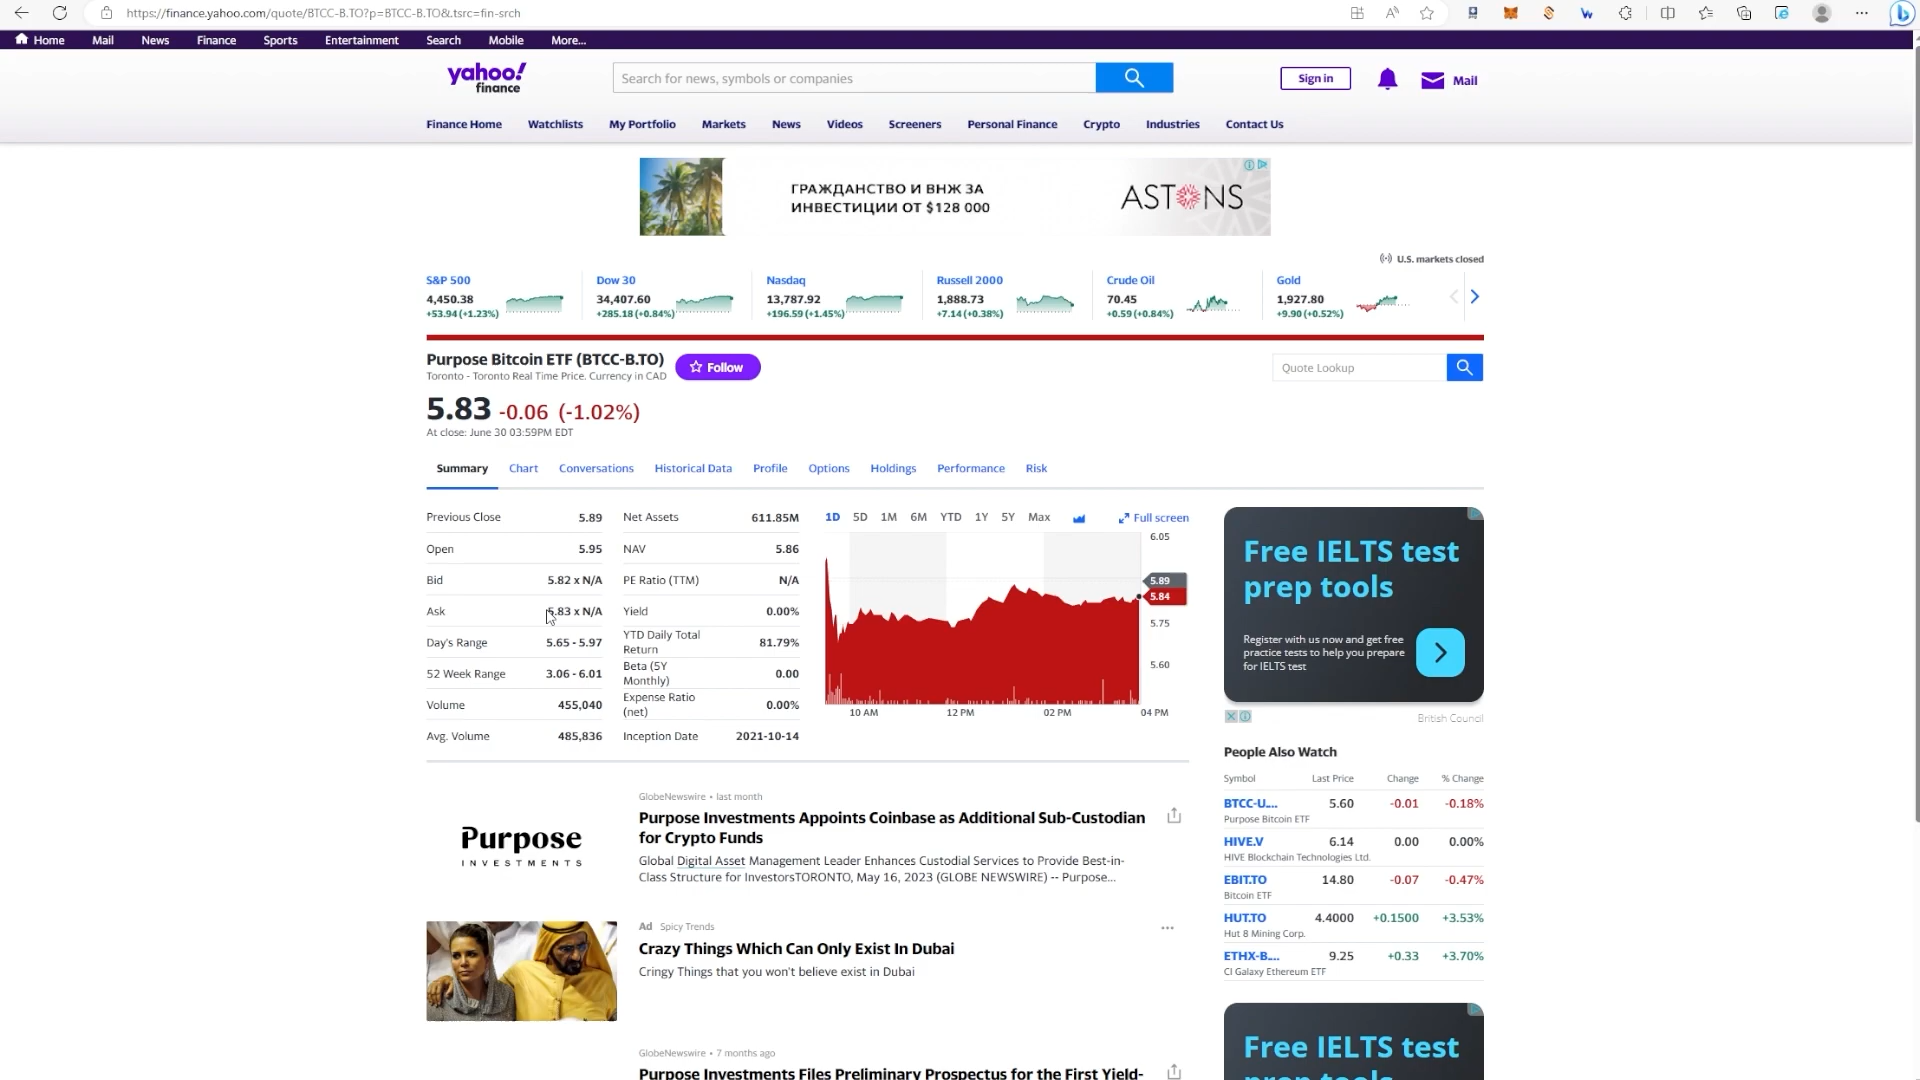 https://finance.yahoo.com/quote/BTCC-B.TO?p=BTCC-B.TO&.tsrc=fin-srch
Home Mail News Finance Sports Entertainment Search Mobile More...
yahoo!
finance
Search for news, symbols or companies
Sign in
Mail
Finance Home Watchlists My Portfolio Markets News Videos Screeners Personal Finance Crypto Industries Contact Us
ГРАЖДАНСТВО И ВНЖ ЗА
ИНВЕСТИЦИИ ОТ $128 000
ASTONS
U.S. markets closed
S&P 500 Dow 30 Nasdaq Russell 2000 Crude Oil Gold
4,450.38 34,407.60 13,787.92 1,888.73 70.45 1,927.80
+53.94 (+1.23%) +285.18 (+0.84%) +196.59 (+1.45%) +7.14 (+0.38%) +0.59 (+0.84%) +9.90 (+0.52%)
Purpose Bitcoin ETF (BTCC-B.TO)
Toronto - Toronto Real Time Price. Currency in CAD
Follow
Quote Lookup
5.83 -0.06 (-1.02%)
At close: June 30 03:59PM EDT
Summary Chart Conversations Historical Data Profile Options Holdings Performance Risk
Previous Close 5.89
Open 5.95
Bid 5.82 x N/A
Ask 5.83 x N/A
Day's Range 5.65 - 5.97
52 Week Range 3.06 - 6.01
Volume 455,040
Avg. Volume 485,836
Net Assets 611.85M
NAV 5.86
PE Ratio (TTM) N/A
Yield 0.00%
YTD Daily Total
Return 81.79%
Beta (5Y
Monthly) 0.00
Expense Ratio
(net) 0.00%
Inception Date 2021-10-14
1D 5D 1M 6M YTD 1Y 5Y Max Full screen
6.05
5.89
5.84
5.75
5.60
10 AM 12 PM 02 PM 04 PM
Free IELTS test
prep tools
Register with us now and get free
practice tests to help you prepare
for IELTS test
British Council
People Also Watch
Symbol Last Price Change % Change
BTCC-U.... 5.60 -0.01 -0.18%
Purpose Bitcoin ETF
HIVE.V 6.14 0.00 0.00%
HIVE Blockchain Technologies Ltd.
EBIT.TO 14.80 -0.07 -0.47%
Bitcoin ETF
HUT.TO 4.4000 +0.1500 +3.53%
Hut 8 Mining Corp.
ETHX-B.... 9.25 +0.33 +3.70%
CI Galaxy Ethereum ETF
Purpose
INVESTMENTS
GlobeNewswire • last month
Purpose Investments Appoints Coinbase as Additional Sub-Custodian
for Crypto Funds
Global Digital Asset Management Leader Enhances Custodial Services to Provide Best-in-
Class Structure for InvestorsTORONTO, May 16, 2023 (GLOBE NEWSWIRE) -- Purpose...
Ad Spicy Trends
Crazy Things Which Can Only Exist In Dubai
Cringy Things that you won't believe exist in Dubai
GlobeNewswire • 7 months ago
Purpose Investments Files Preliminary Prospectus for the First Yield-
Free IELTS test
prep tools